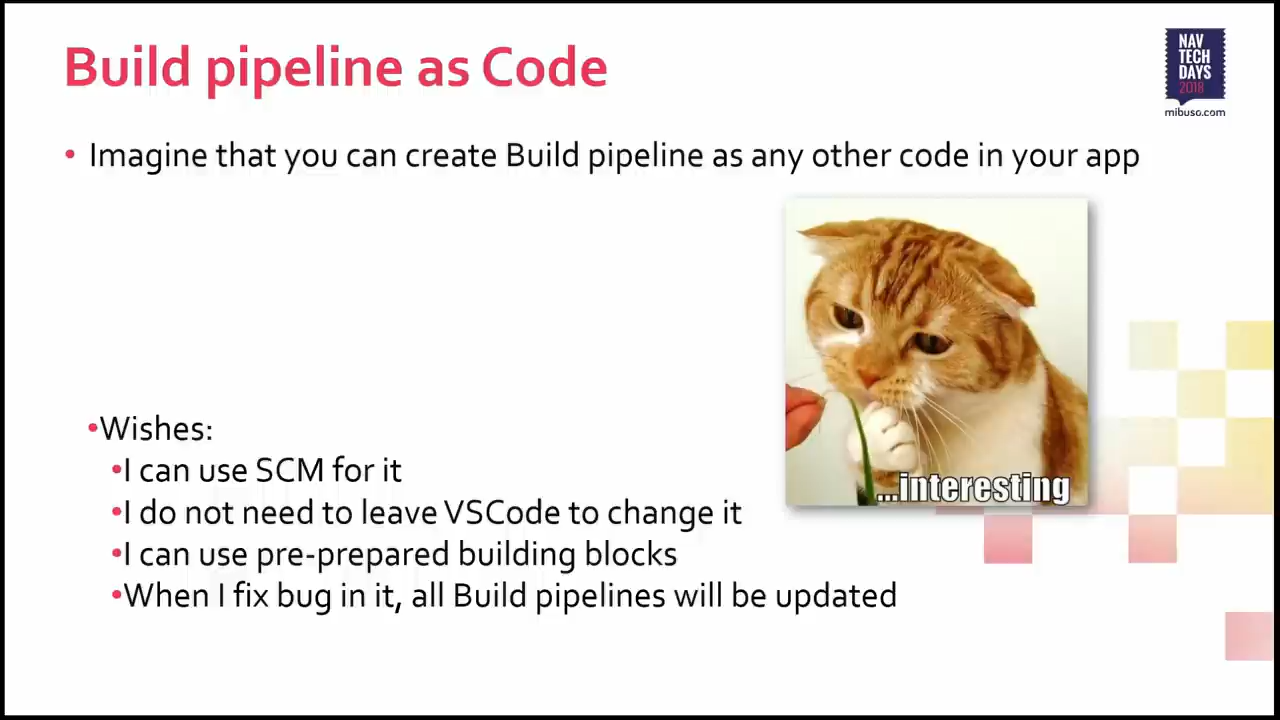 Build pipeline as Code
NAV
TECH
DAYS
2018
mibuso.com
• Imagine that you can create Build pipeline as any other code in your app
...interesting
•Wishes:
•I can use SCM for it
•I do not need to leave VSCode to change it
•I can use pre-prepared building blocks
•When I fix bug in it, all Build pipelines will be updated